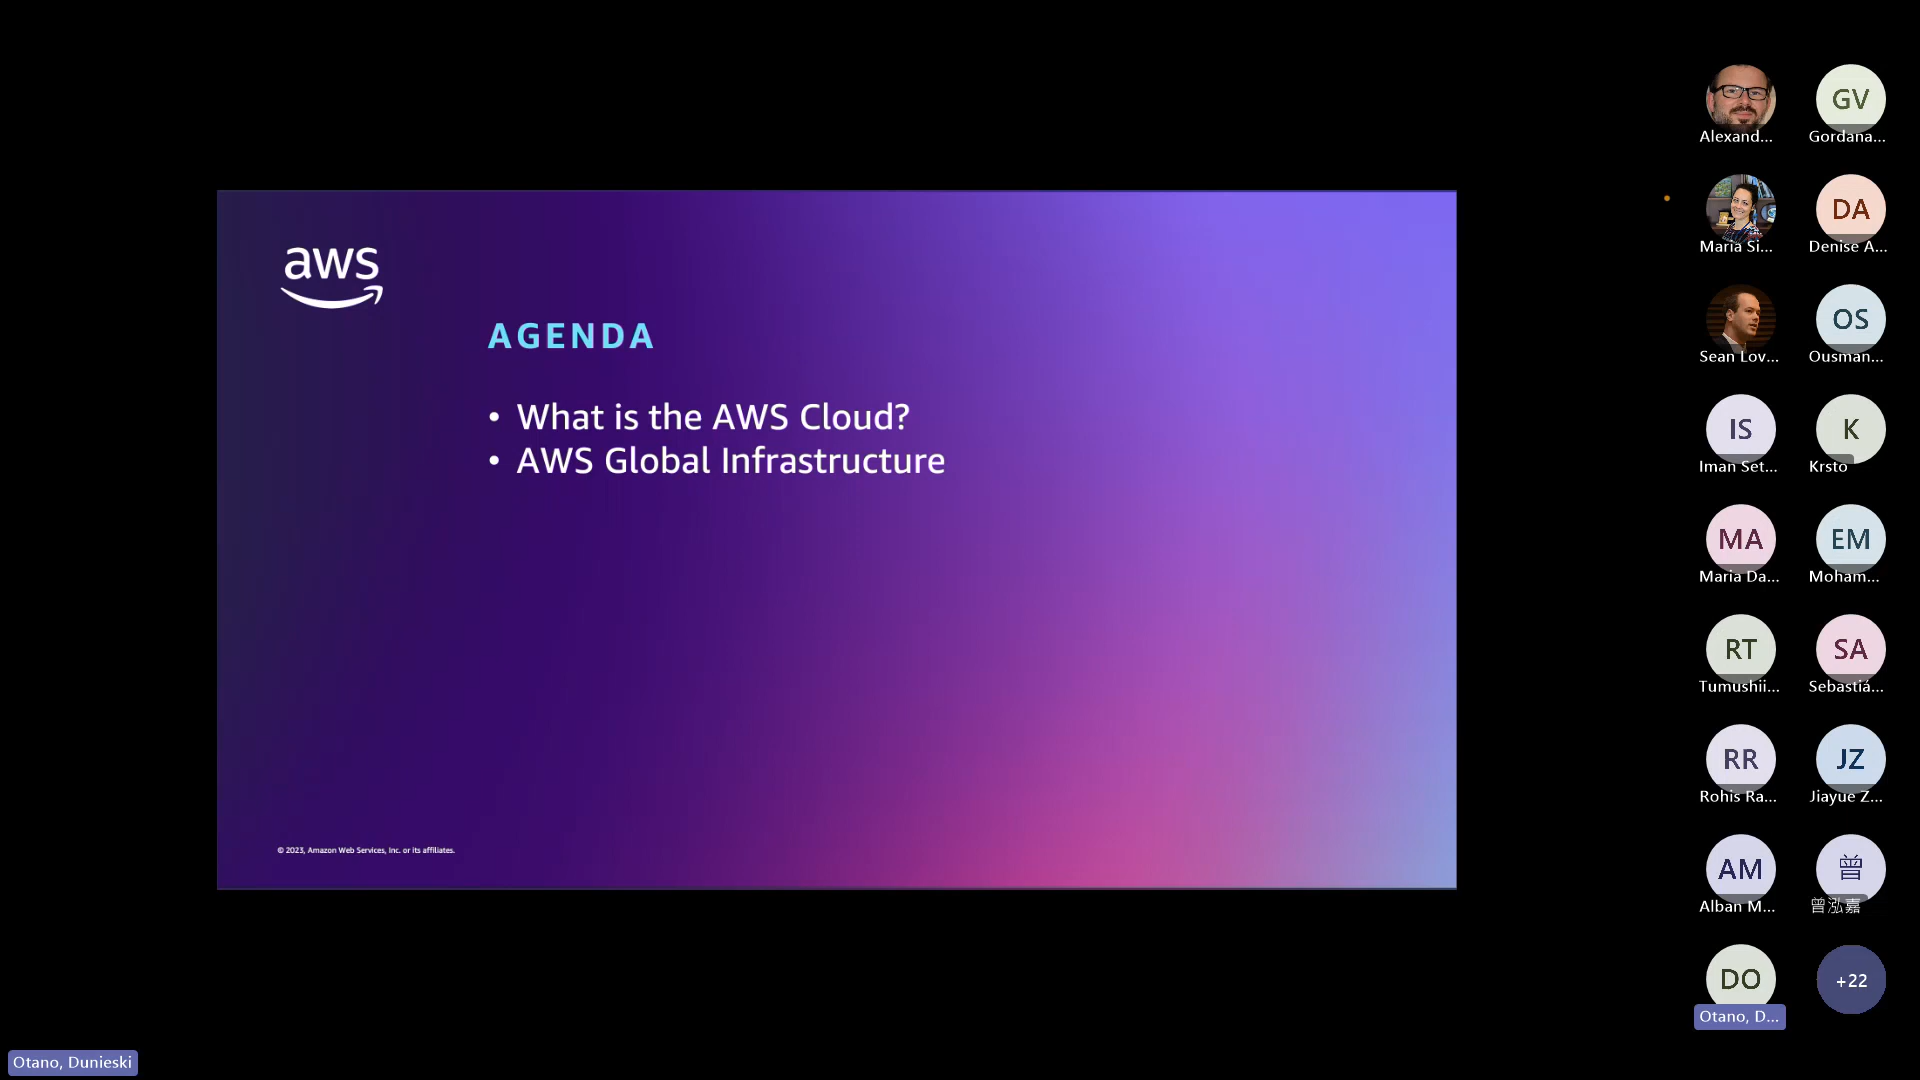 aws
AGENDA
• What is the AWS Cloud?
• AWS Global Infrastructure
© 2023, Amazon Web Services, Inc. or its affiliates.
Alexand...
GV
Gordana...
Maria Si...
DA
Denise A...
Sean Lov...
OS
Ousman...
IS
Iman Set...
K
Krsto
MA
Maria Da...
EM
Moham...
RT
Tumushii...
SA
Sebastiá...
RR
Rohis Ra...
JZ
Jiayue Z...
AM
Alban M...
曾
曾泓嘉
DO
Otano, D...
+22
Otano, Dunieski